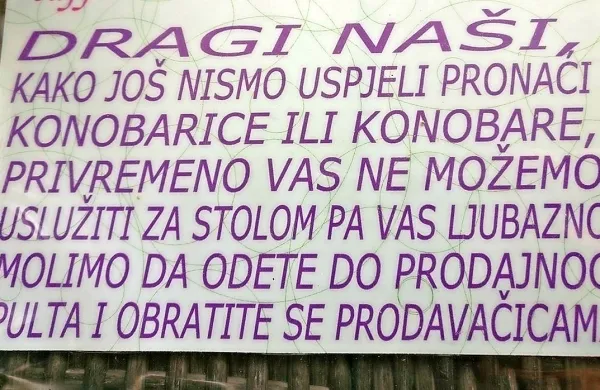 DRAGI NAŠI,
KAKO JOŠ NISMO USPJELI PRONAĆI
KONOBARICE ILI KONOBARE,
PRIVREMENO VAS NE MOŽEMO
USLUŽITI ZA STOLOM PA VAS LJUBAZNO
MOLIMO DA ODETE DO PRODAJNOG
PULTA I OBRATITE SE PRODAVAČICAM